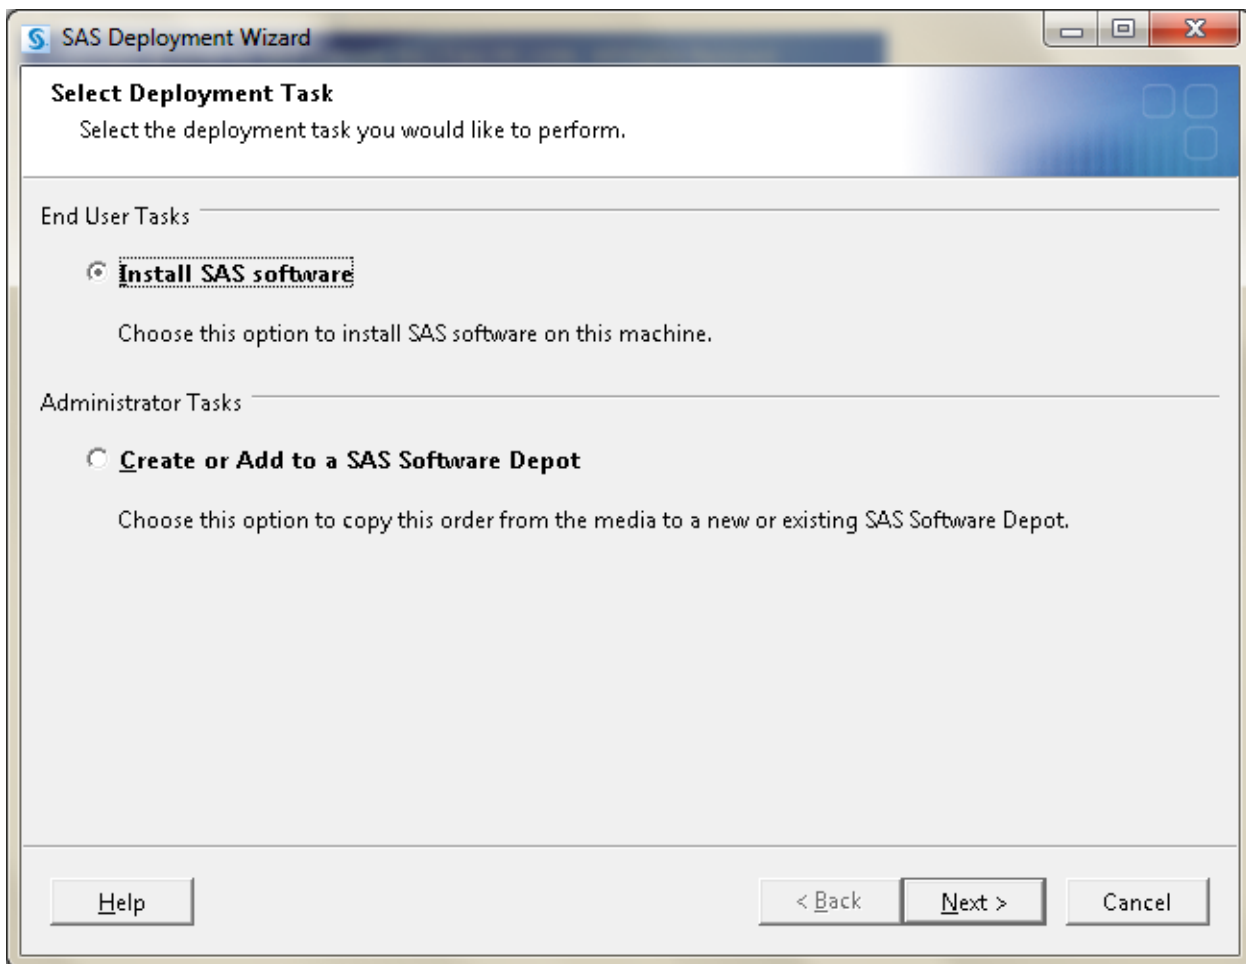 SAS Deployment Wizard
Select Deployment Task
Select the deployment task you would like to perform.
End User Tasks
Install SAS software
Choose this option to install SAS software on this machine.
Administrator Tasks
Create or Add to a SAS Software Depot
Choose this option to copy this order from the media to a new or existing SAS Software Depot.
Help
< Back
Next >
Cancel